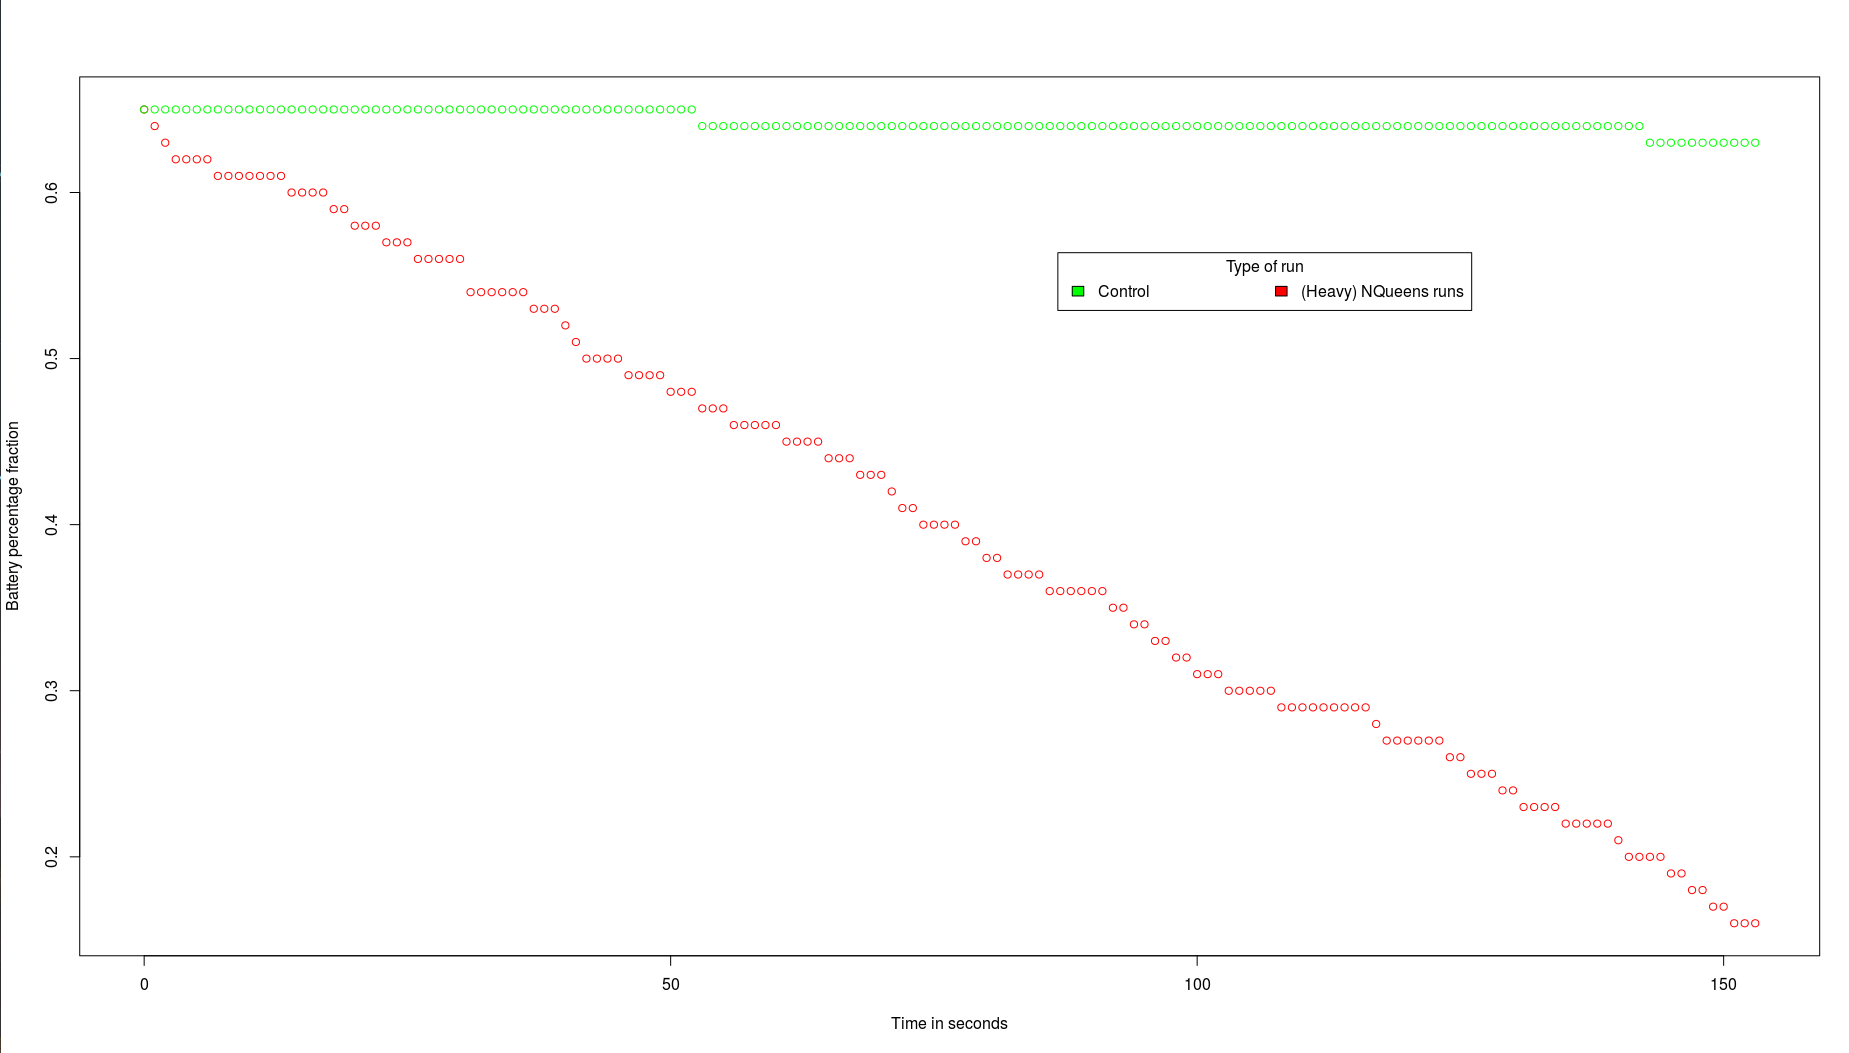 0.6
0.5
0.4
0.3
0.2
Battery percentage fraction
Type of run
Control
(Heavy) NQueens runs
0
50
100
150
Time in seconds